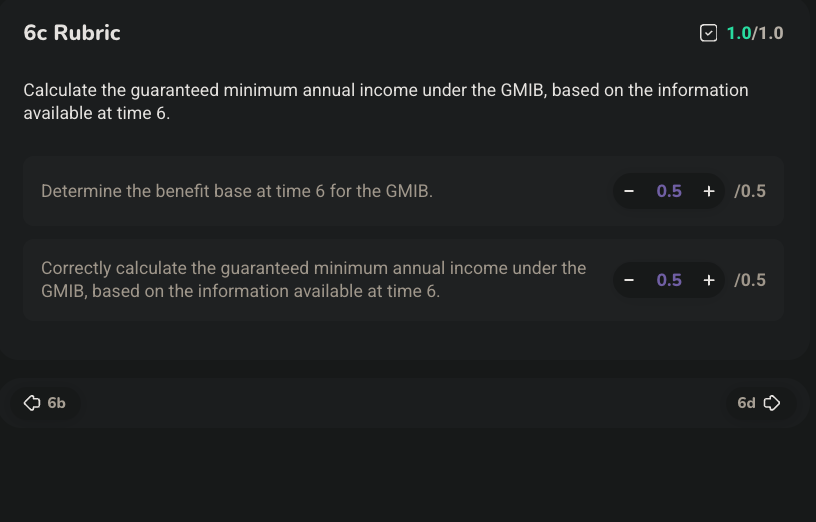 6c Rubric
1.0/1.0
Calculate the guaranteed minimum annual income under the GMIB, based on the information
available at time 6.
Determine the benefit base at time 6 for the GMIB.
− 0.5 + /0.5
Correctly calculate the guaranteed minimum annual income under the
GMIB, based on the information available at time 6.
− 0.5 + /0.5
6b
6d